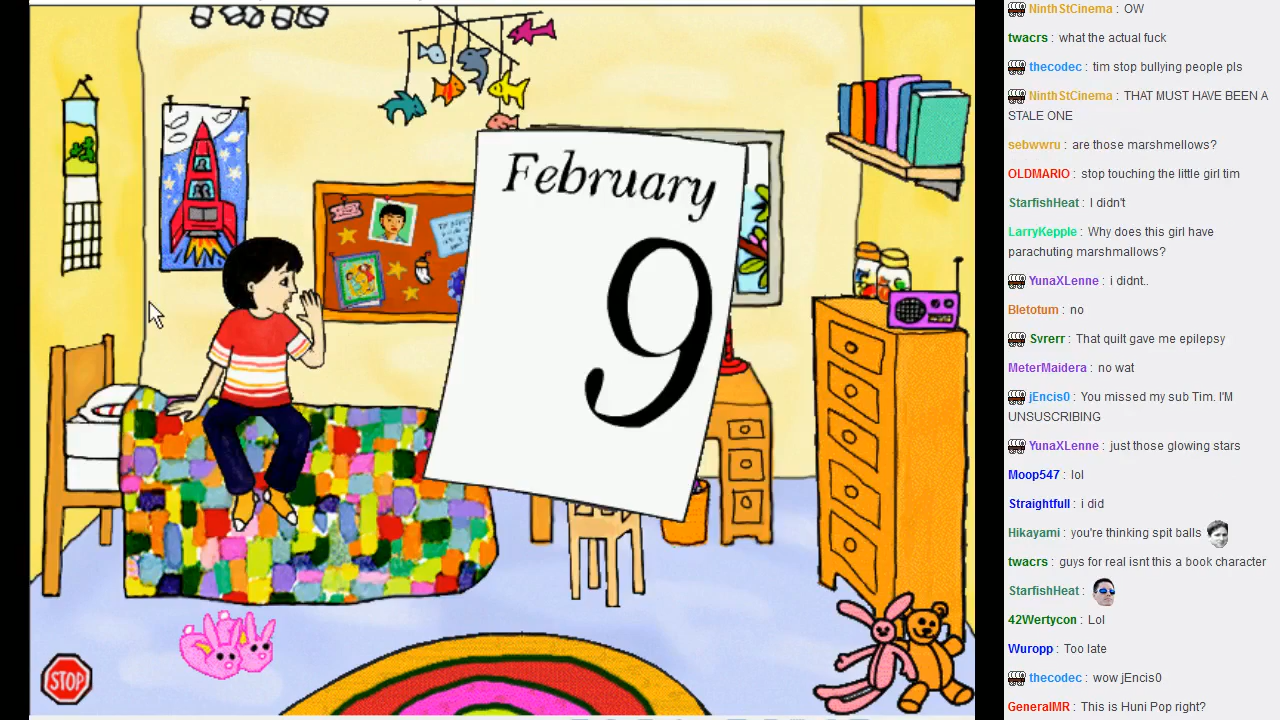 February
9
STOP
NinthStCinema : OW
twacrs : what the actual fuck
thecodec : tim stop bullying people pls
NinthStCinema : THAT MUST HAVE BEEN A
STALE ONE
sebwwru : are those marshmellows?
OLDMARIO : stop touching the little girl tim
StarfishHeat : I didn't
LarryKepple : Why does this girl have
parachuting marshmallows?
YunaXLenne : i didnt..
Bletotum : no
Svrerr : That quilt gave me epilepsy
MeterMaidera : no wat
jEncis0 : You missed my sub Tim. I'M
UNSUSCRIBING
YunaXLenne : just those glowing stars
Moop547 : lol
Straightfull : i did
Hikayami : you're thinking spit balls
twacrs : guys for real isnt this a book character
StarfishHeat :
42Wertycon : Lol
Wuropp : Too late
thecodec : wow jEncis0
GeneralMR : This is Huni Pop right?